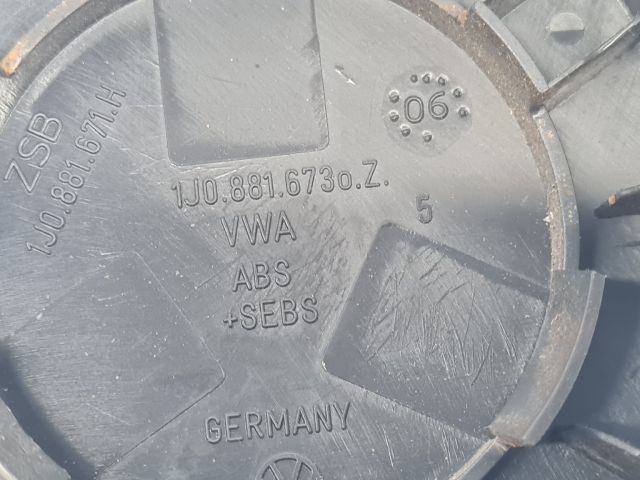 ZSB
1J0.881.671.H
06
1J0.881.673o.Z.
5
VWA
ABS
+SEBS
GERMANY